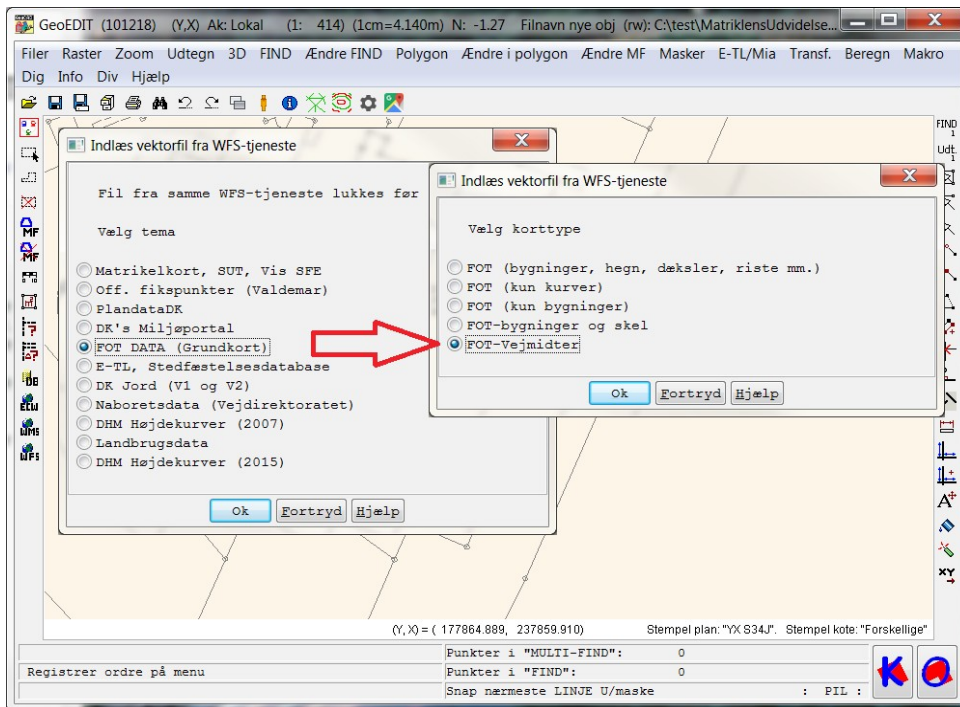 GeoEDIT (101218) (Y,X) Ak: Lokal (1: 414) (1cm=4.140m) N: -1.27 Filnavn nye obj (rw): C:\test\MatriklensUdvidelse...
Filer Raster Zoom Udtegn 3D FIND Ændre FIND Polygon Ændre i polygon Ændre MF Masker E-TL/Mia Transf. Beregn Makro
Dig Info Div Hjælp
FIND
1
Udt.
1
MF
MF
m²
DB
ECW
WMS
WFS
A
XY
Indlæs vektorfil fra WFS-tjeneste
Fil fra samme WFS-tjeneste lukkes før
Vælg tema
Matrikelkort, SUT, Vis SFE
Off. fikspunkter (Valdemar)
PlandataDK
DK's Miljøportal
FOT DATA (Grundkort)
E-TL, Stedfæstelsesdatabase
DK Jord (V1 og V2)
Naboretsdata (Vejdirektoratet)
DHM Højdekurver (2007)
Landbrugsdata
DHM Højdekurver (2015)
Ok Fortryd Hjælp
Indlæs vektorfil fra WFS-tjeneste
Vælg korttype
FOT (bygninger, hegn, dæksler, riste mm.)
FOT (kun kurver)
FOT (kun bygninger)
FOT-bygninger og skel
FOT-Vejmidter
Ok Fortryd Hjælp
(Y, X) = ( 177864.889, 237859.910) Stempel plan: "YX S34J". Stempel kote: "Forskellige"
Punkter i "MULTI-FIND": 0
Registrer ordre på menu Punkter i "FIND": 0
Snap nærmeste LINJE U/maske : PIL :
K O